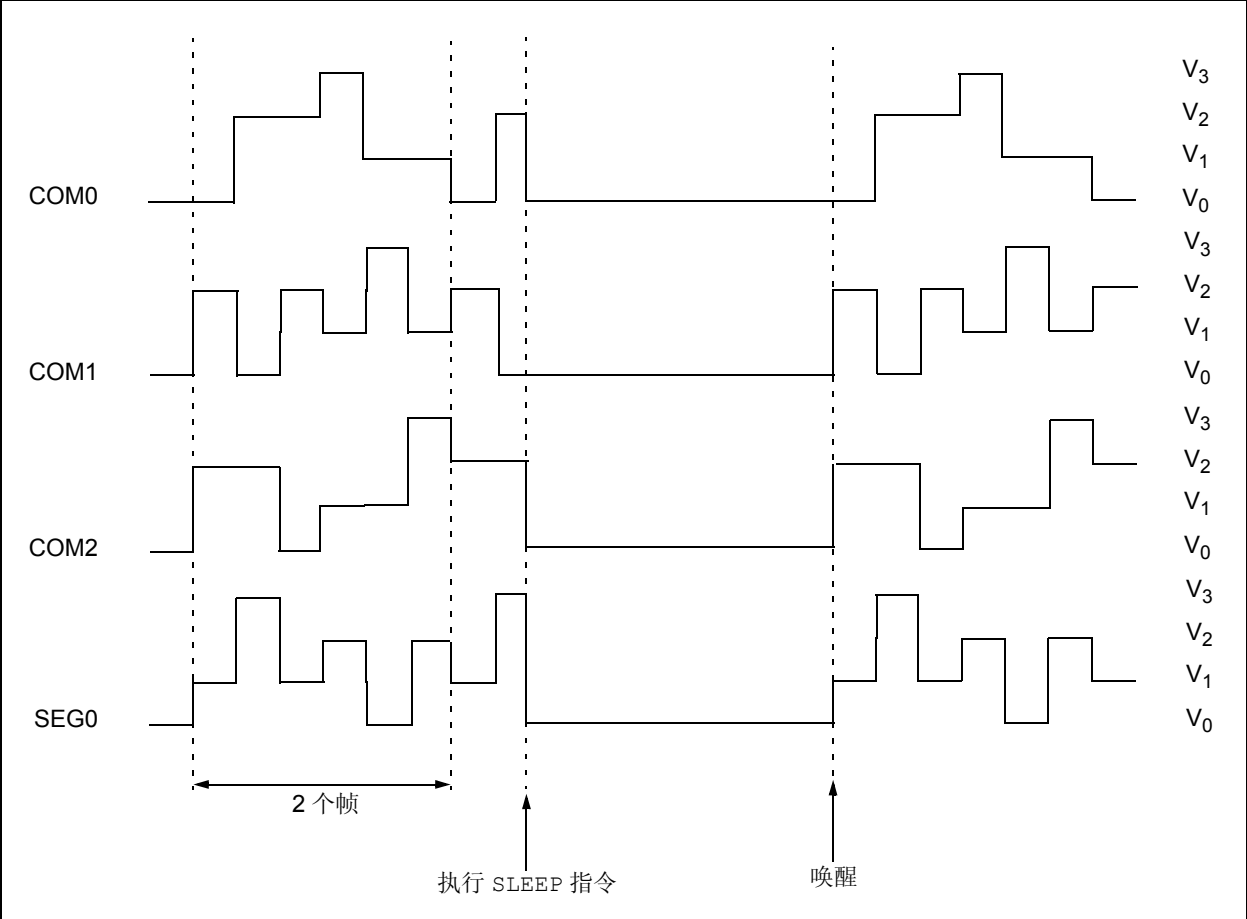 V3
V2
V1
COM0 V0
V3
V2
V1
COM1 V0
V3
V2
V1
COM2 V0
V3
V2
V1
SEG0 V0
2 个帧
执行 SLEEP 指令
唤醒